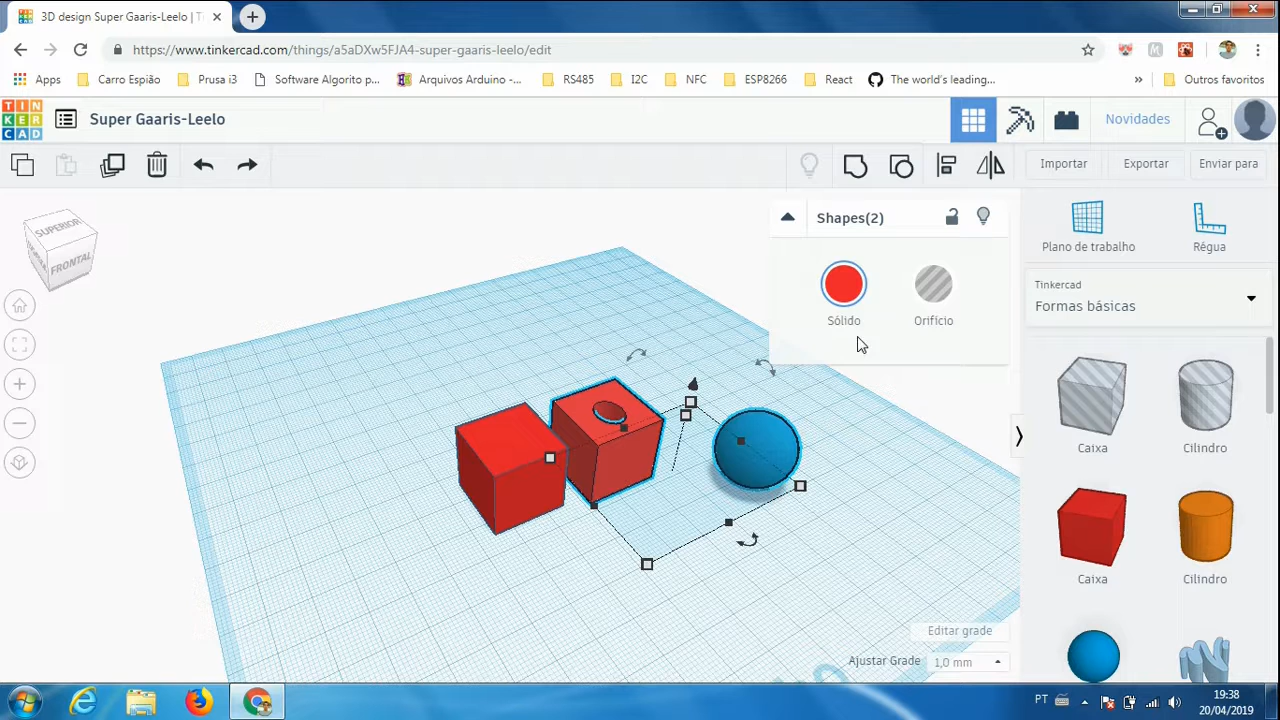 3D design Super Gaaris-Leelo | T
https://www.tinkercad.com/things/a5aDXw5FJA4-super-gaaris-leelo/edit
Apps Carro Espião Prusa i3 Software Algorito p... Arquivos Arduino -... RS485 I2C NFC ESP8266 React The world's leading... » Outros favoritos
TIN
KER
CAD
Super Gaaris-Leelo
Novidades
Importar Exportar Enviar para
SUPERIOR
FRONTAL
Shapes(2)
Sólido Orifício
Plano de trabalho Régua
Tinkercad
Formas básicas
Caixa Cilindro
Caixa Cilindro
Editar grade
Ajustar Grade 1,0 mm
PT
19:38
20/04/2019